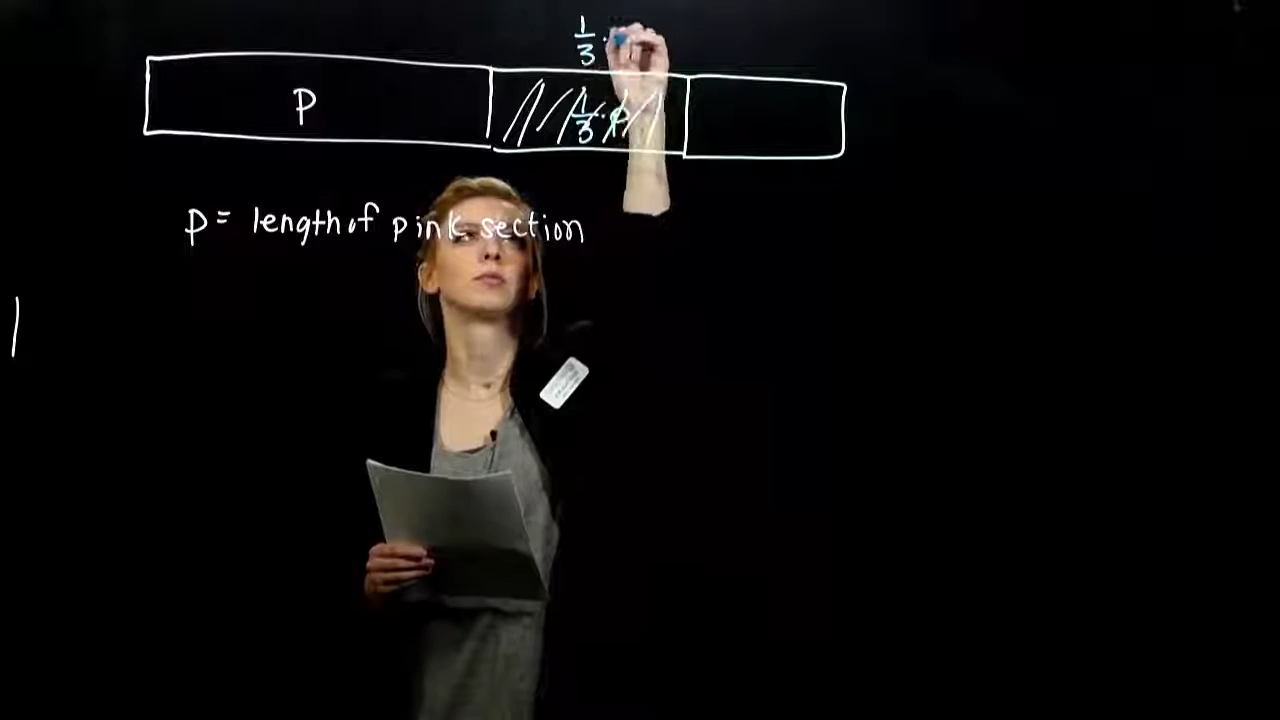 1/3 ·
P 1/3 · p
p = length of pink section